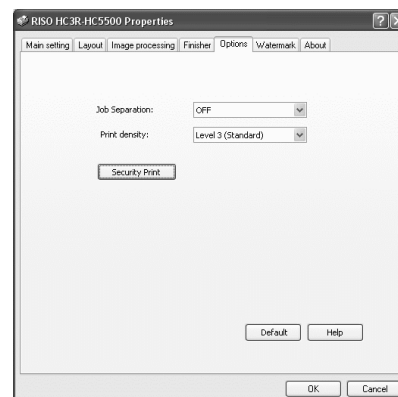 RISO HC3R-HC5500 Properties
Main setting Layout Image processing Finisher Options Watermark About
Job Separation: OFF
Print density: Level 3 (Standard)
Security Print
Default Help
OK Cancel